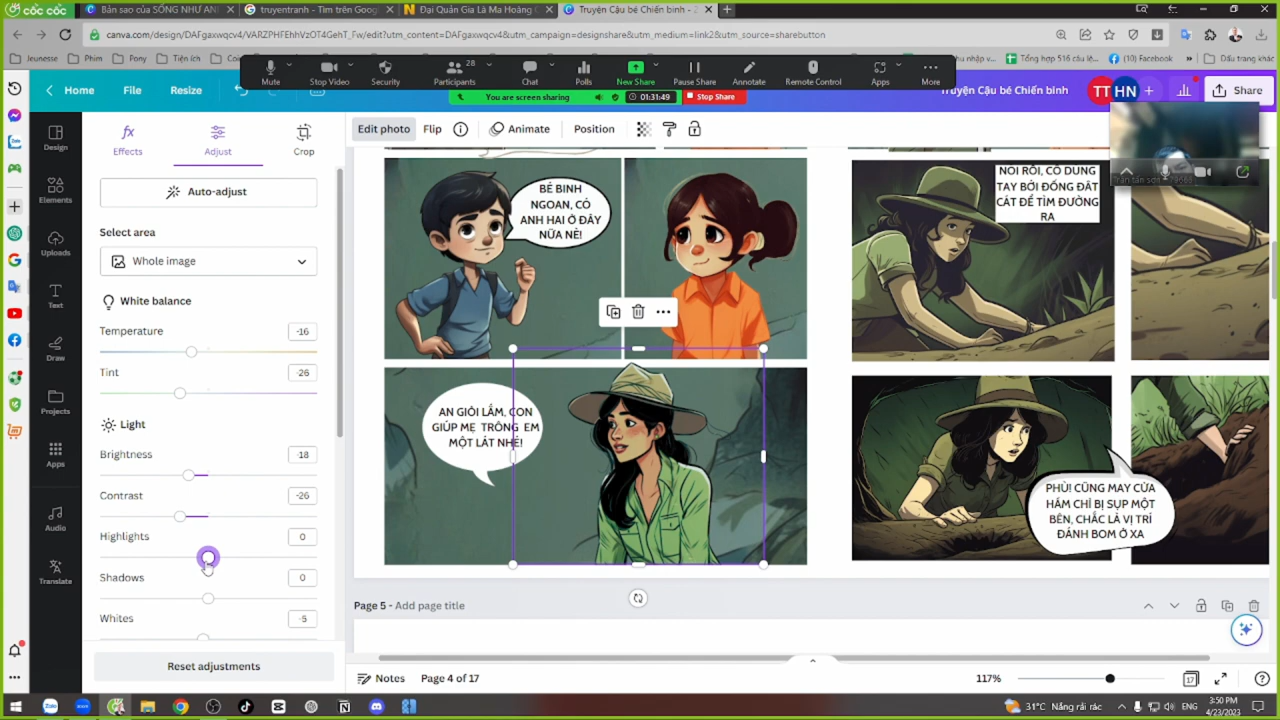 cốc cốc
Bản sao của SỐNG NHƯ ANH
truyentranh - Tìm trên Goog
Đại Quản Gia Là Ma Hoàng C
Truyện Cậu bé Chiến binh - 2
canva.com/design/DAFgaxwqcv4/VARZPHFEhhVzOT4GehT_Fw/edit?utm_content=DAFgaxwqcv4&utm_campaign=designshare&utm_medium=link2&utm_source=sharebutton
Jeunesse
Phim
Pony
Tiện ích
Tổng hợp 516 câu lệ...
(10) Facebook
Dấu trang khác
Mute
Stop Video
Security
Participants
28
Chat
Polls
New Share
Pause Share
Annotate
Remote Control
Apps
More
You are screen sharing
01:31:49
Stop Share
Home
File
Resize
Truyện Cậu bé Chiến binh
TT
HN
Share
Edit photo
Flip
Animate
Position
Design
Elements
Uploads
Text
Draw
Projects
Apps
Audio
Translate
Effects
Adjust
Crop
Auto-adjust
Select area
Whole image
White balance
Temperature
-16
Tint
-26
Light
Brightness
-18
Contrast
-26
Highlights
0
Shadows
0
Whites
-5
Reset adjustments
BÉ BINH
NGOAN, CÓ
ANH HAI Ở ĐÂY
NỮA NÈ!
AN GIỎI LẮM, CON
GIÚP MẸ TRÔNG EM
MỘT LÁT NHÉ!
NÓI RỒI, CÔ DÙNG
TAY BỚI ĐỐNG ĐẤT
CÁT ĐỂ TÌM ĐƯỜNG
RA
PHÙ! CŨNG MAY CỬA
HẦM CHỈ BỊ SỤP MỘT
BÊN, CHẮC LÀ VỊ TRÍ
ĐÁNH BOM Ở XA
Page 5 - Add page title
Notes
Page 4 of 17
117%
17
31°C Nắng rải rác
ENG
3:50 PM
4/23/2023